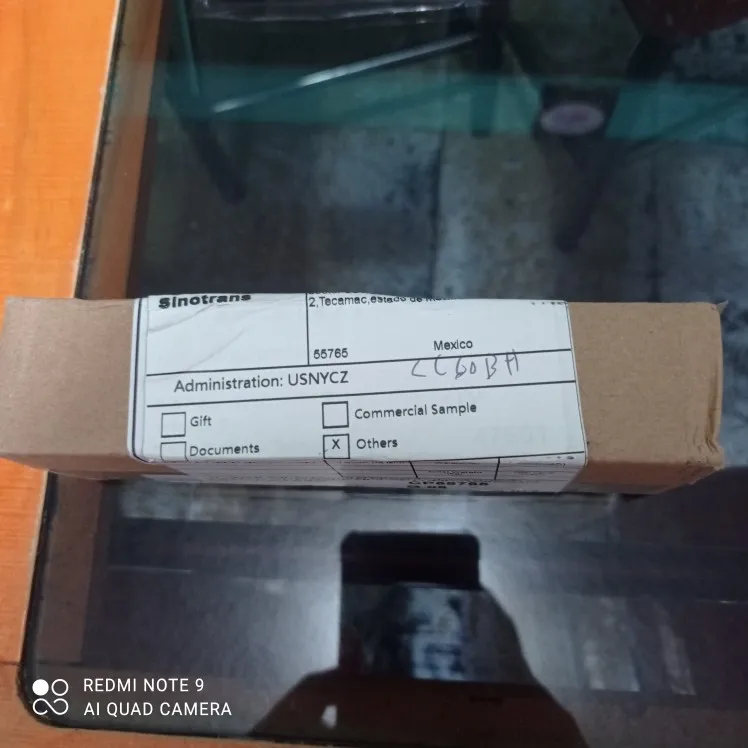 Sinotrans
2,Tecamac,estado de
55765
Mexico
Administration: USNYCZ
CC60BH
Gift
Commercial Sample
Documents
X Others
REDMI NOTE 9
AI QUAD CAMERA